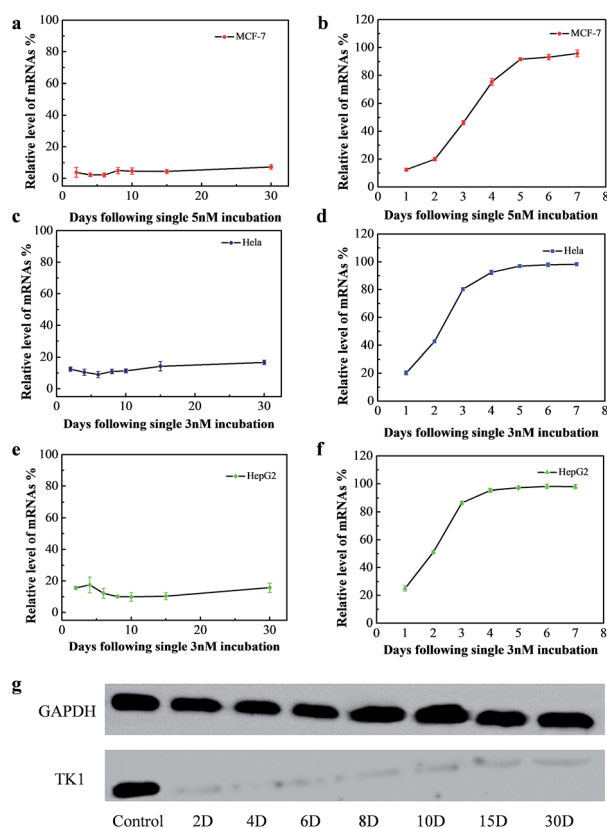 a
MCF-7
Relative level of mRNAs %
100
80
60
40
20
0
0 10 20 30
Days following single 5nM incubation
b
MCF-7
Relative level of mRNAs %
100
80
60
40
20
0
0 1 2 3 4 5 6 7 8
Days following single 5nM incubation
c
Hela
Relative level of mRNAs %
100
80
60
40
20
0
0 10 20 30
Days following single 3nM incubation
d
Hela
Relative level of mRNAs %
120
100
80
60
40
20
0
0 1 2 3 4 5 6 7 8
Days following single 3nM incubation
e
HepG2
Relative level of mRNAs %
100
80
60
40
20
0
0 10 20 30
Days following single 3nM incubation
f
HepG2
Relative level of mRNAs %
120
100
80
60
40
20
0
0 1 2 3 4 5 6 7 8
Days following single 3nM incubation
g
GAPDH
TK1
Control 2D 4D 6D 8D 10D 15D 30D